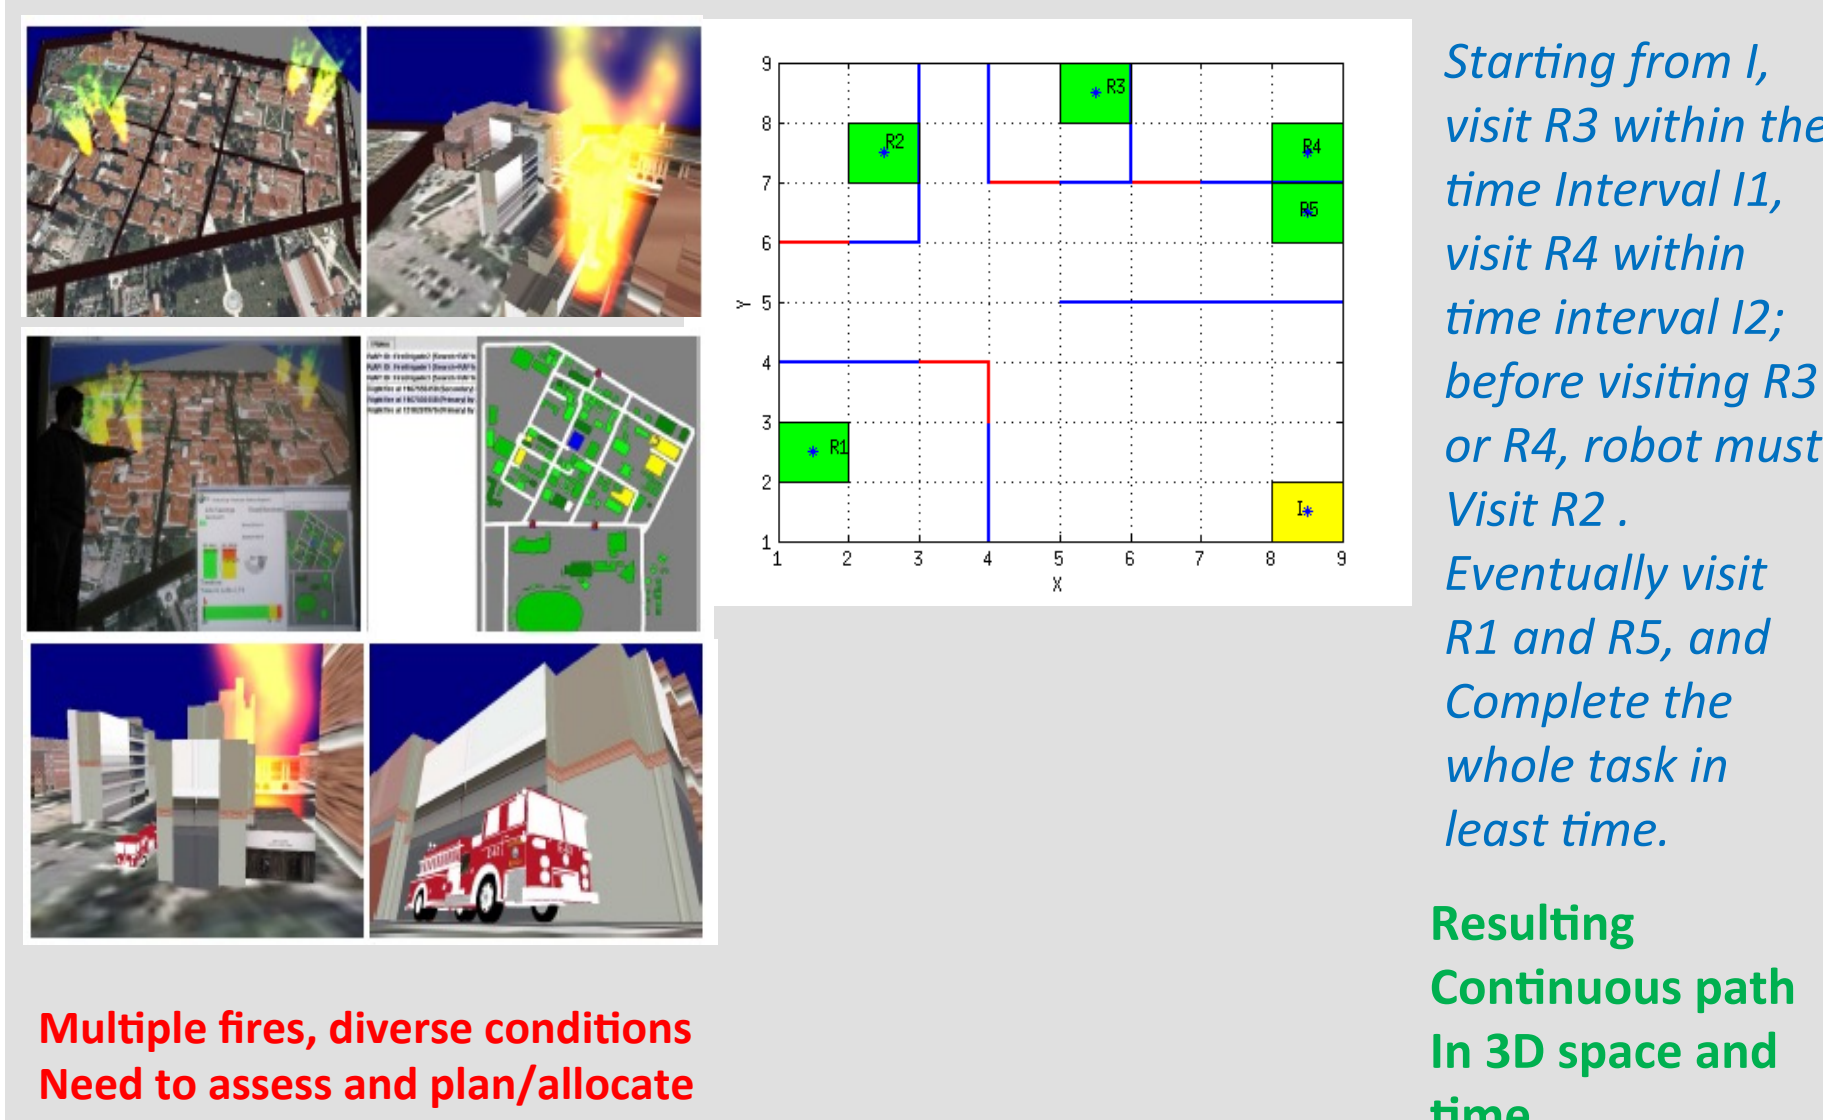 9
8
7
6
5
4
3
2
1
Y
1 2 3 4 5 6 7 8 9
X
R3
R2
R4
R5
R1
I
Starting from I,
visit R3 within the
time Interval I1,
visit R4 within
time interval I2;
before visiting R3
or R4, robot must
Visit R2 .
Eventually visit
R1 and R5, and
Complete the
whole task in
least time.
Resulting
Continuous path
In 3D space and
time
Multiple fires, diverse conditions
Need to assess and plan/allocate